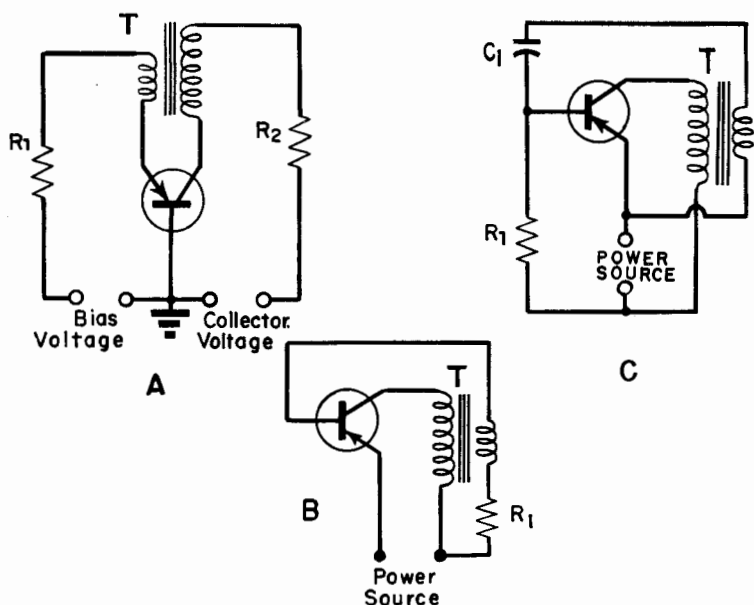 T
R1
R2
Bias
Voltage
Collector
Voltage
A
C1
T
R1
POWER
SOURCE
C
T
B
R1
Power
Source